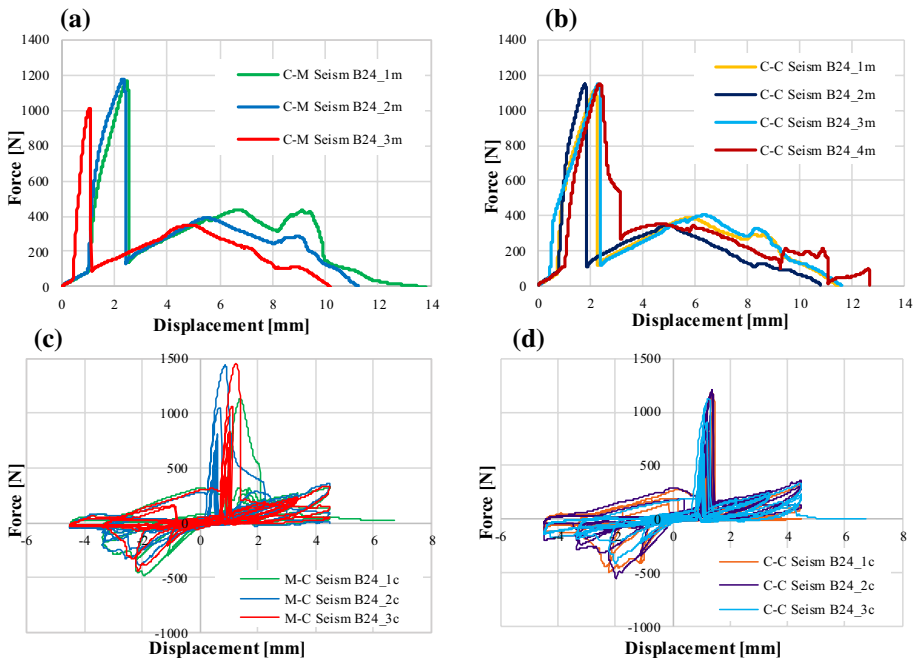 (a)
1400
1200
1000
800
600
400
200
0
Force [N]
0 2 4 6 8 10 12 14
Displacement [mm]
C-M Seism B24_1m
C-M Seism B24_2m
C-M Seism B24_3m
(b)
1400
1200
1000
800
600
400
200
0
Force [N]
0 2 4 6 8 10 12 14
Displacement [mm]
C-C Seism B24_1m
C-C Seism B24_2m
C-C Seism B24_3m
C-C Seism B24_4m
(c)
1500
1000
500
0
-500
-1000
Force [N]
-6 -4 -2 0 2 4 6 8
Displacement [mm]
M-C Seism B24_1c
M-C Seism B24_2c
M-C Seism B24_3c
(d)
1500
1000
500
0
-500
-1000
Force [N]
-6 -4 -2 0 2 4 6 8
Displacement [mm]
C-C Seism B24_1c
C-C Seism B24_2c
C-C Seism B24_3c